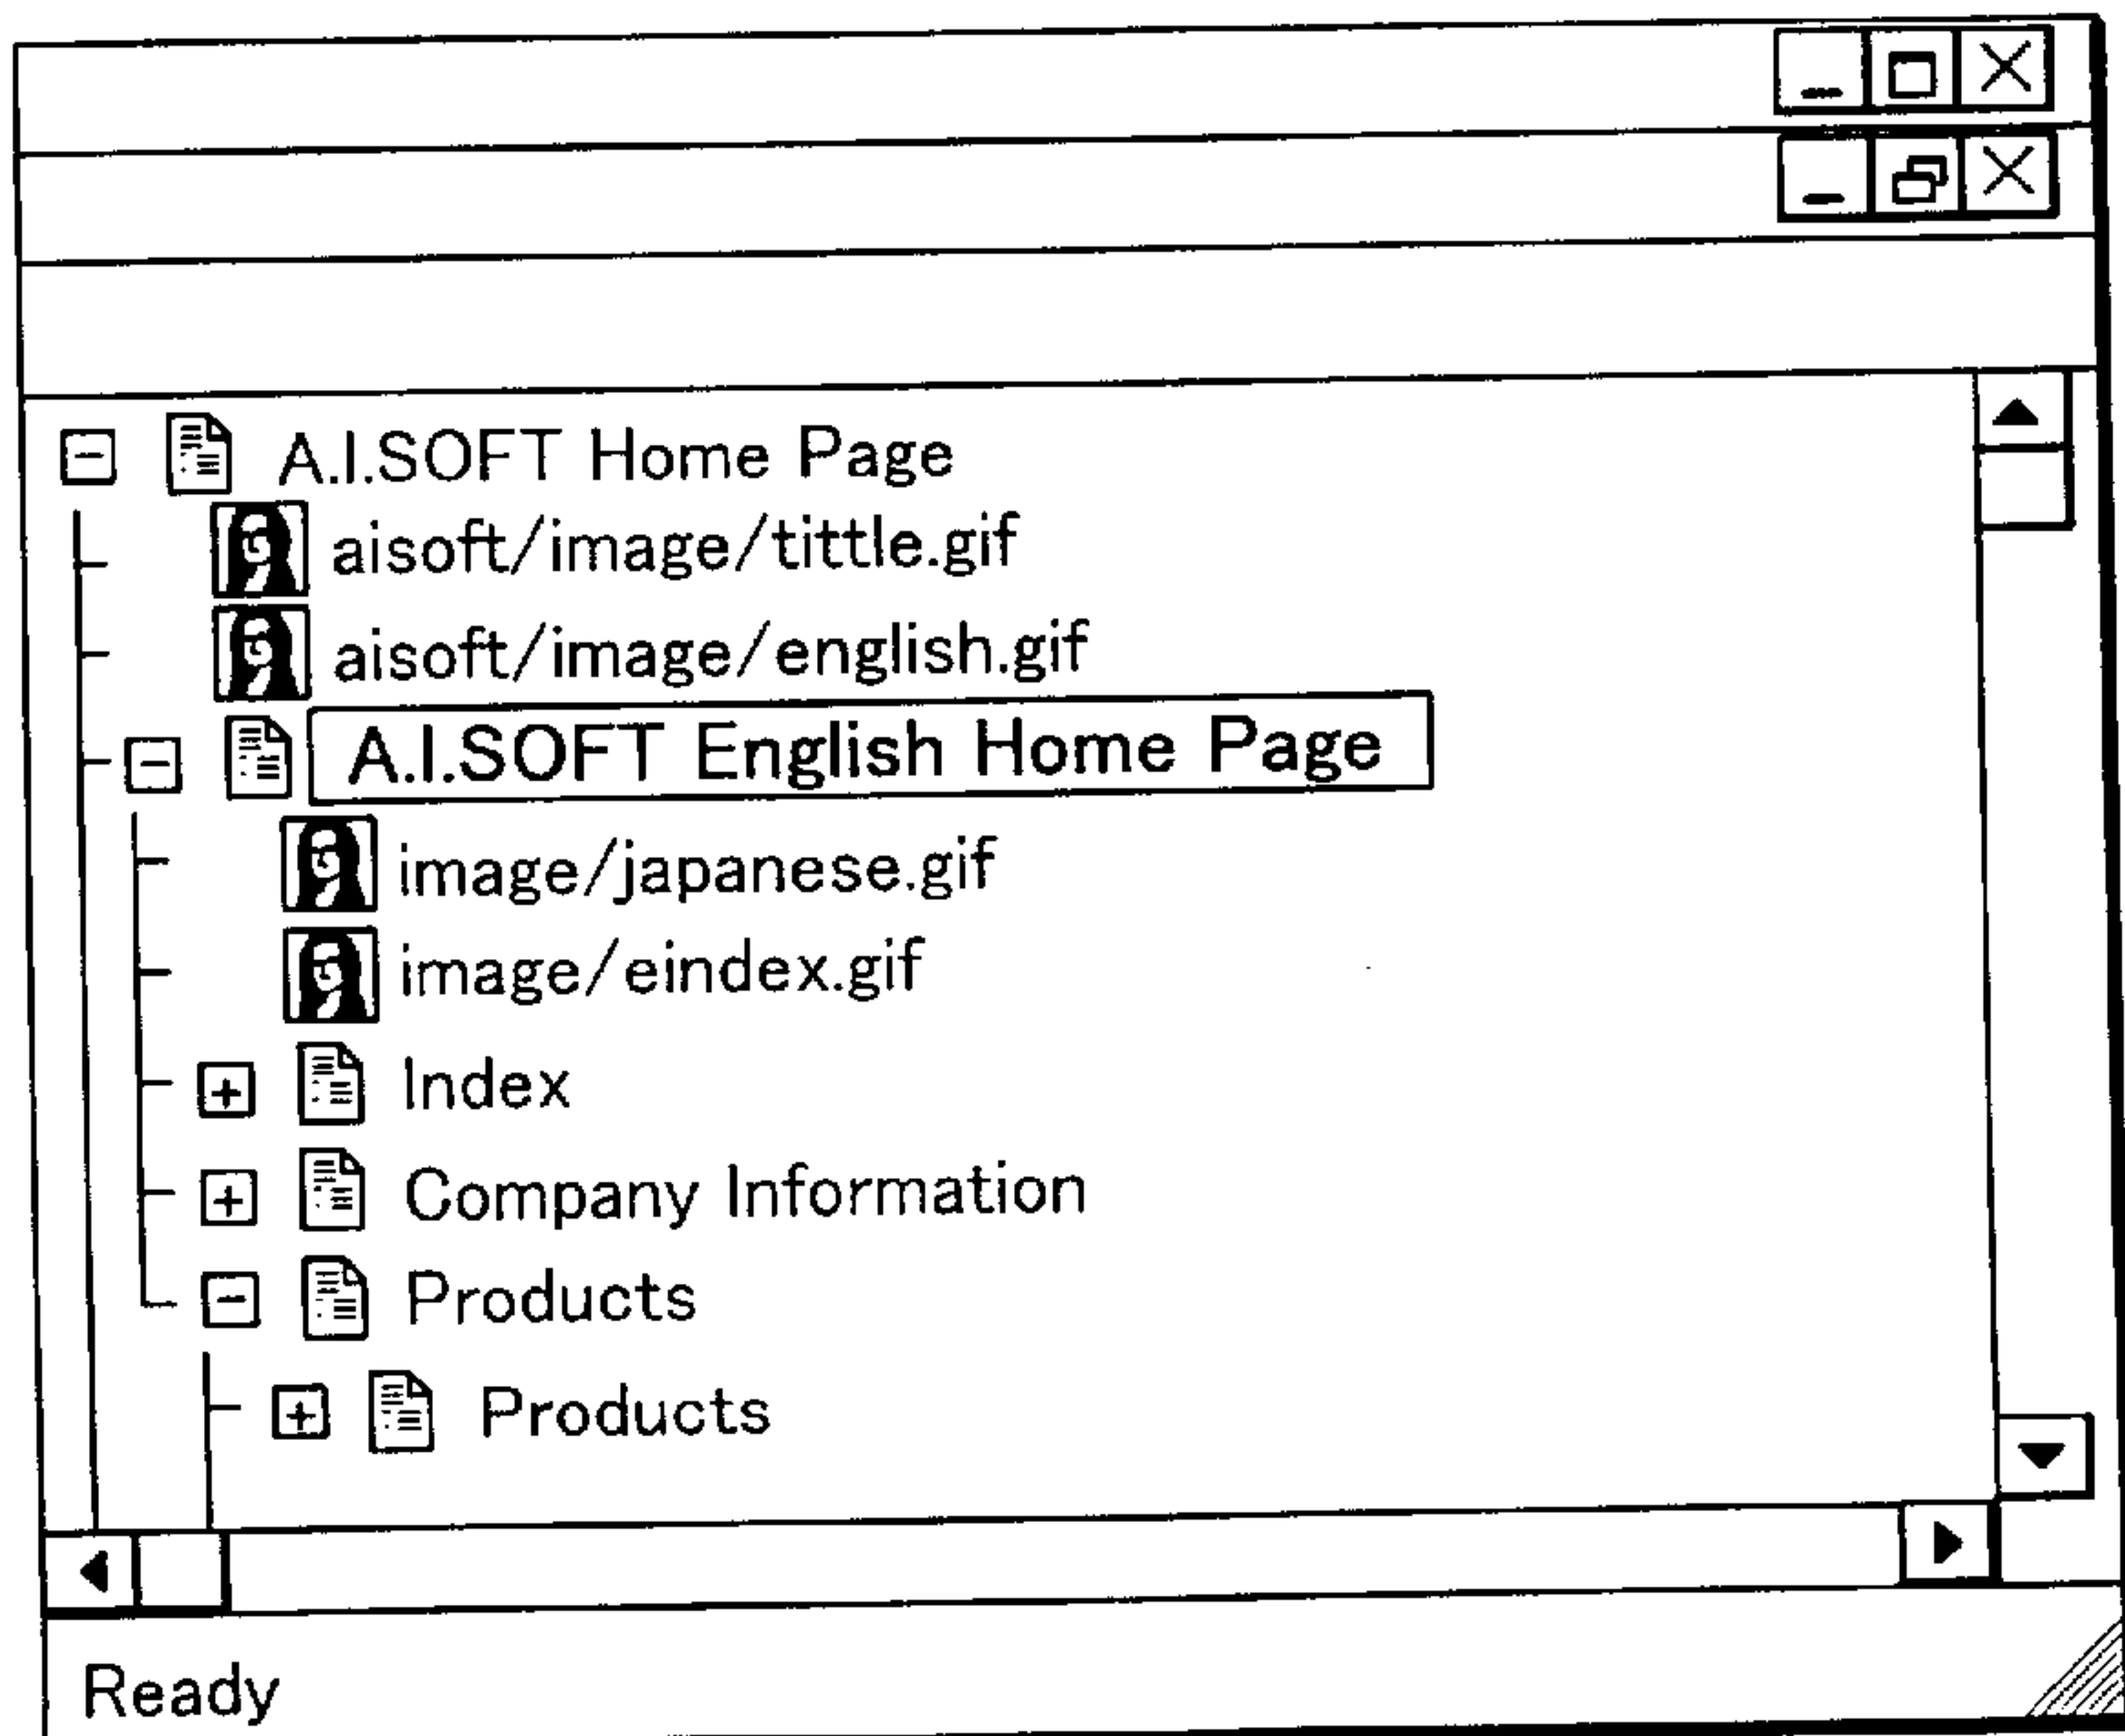 A.I.SOFT Home Page
aisoft/image/tittle.gif
aisoft/image/english.gif
A.I.SOFT English Home Page
image/japanese.gif
image/eindex.gif
Index
Company Information
Products
Products
Ready